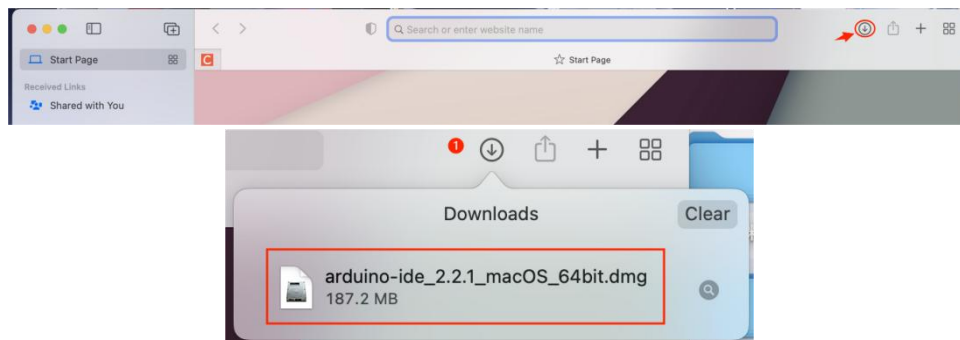 Search or enter website name
Start Page
Start Page
Received Links
Shared with You
1
Downloads
Clear
arduino-ide_2.2.1_macOS_64bit.dmg
187.2 MB